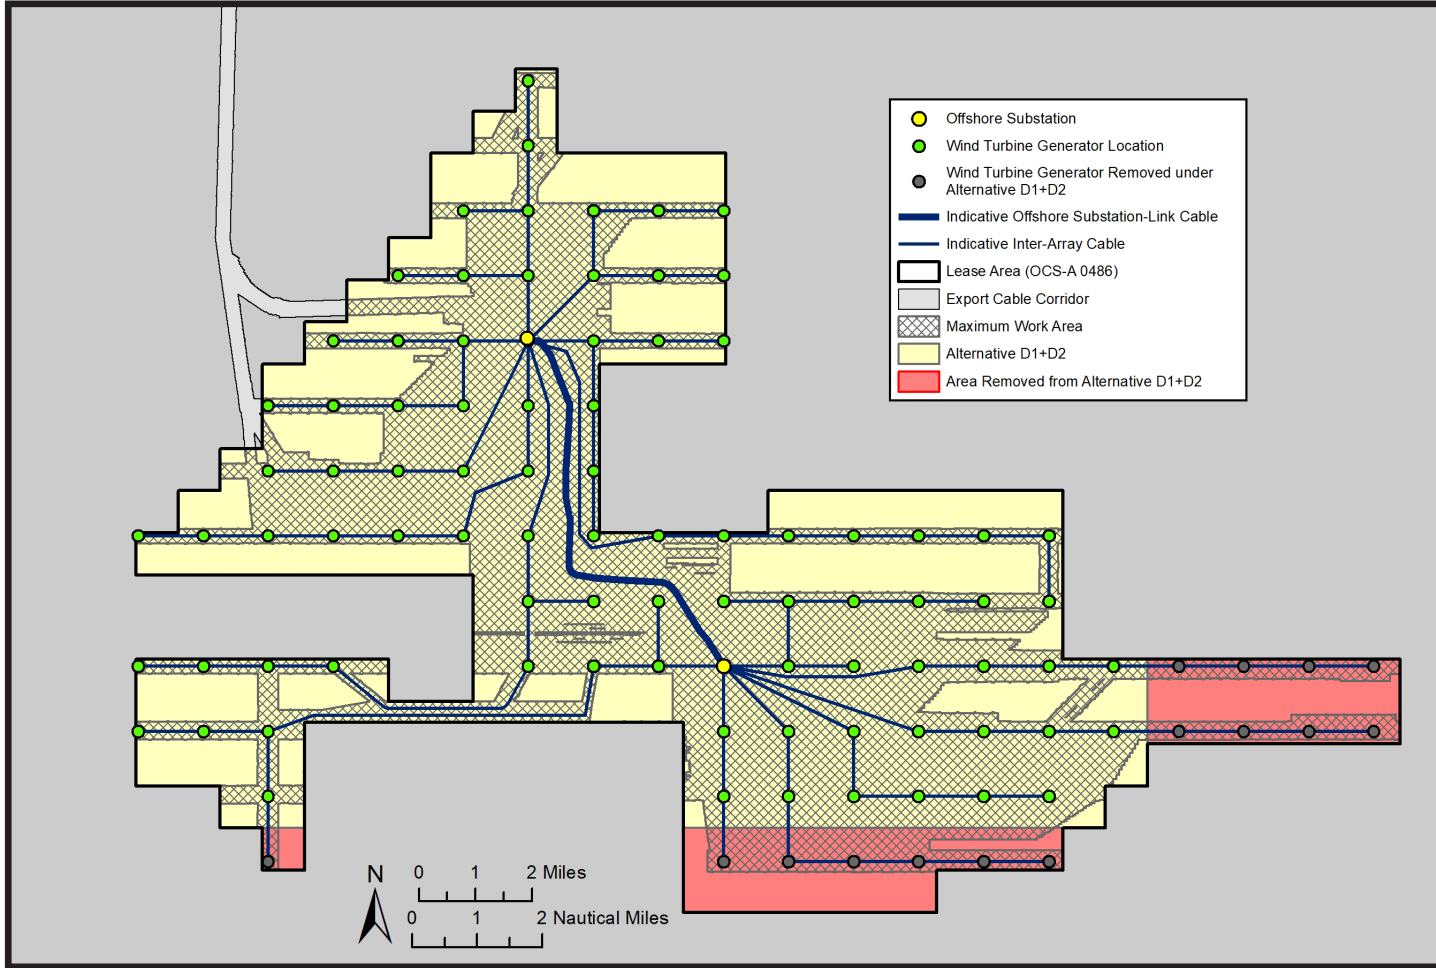 Offshore Substation
Wind Turbine Generator Location
Wind Turbine Generator Removed under
Alternative D1+D2
Indicative Offshore Substation-Link Cable
Indicative Inter-Array Cable
Lease Area (OCS-A 0486)
Export Cable Corridor
Maximum Work Area
Alternative D1+D2
Area Removed from Alternative D1+D2
N
0 1 2 Miles
0 1 2 Nautical Miles